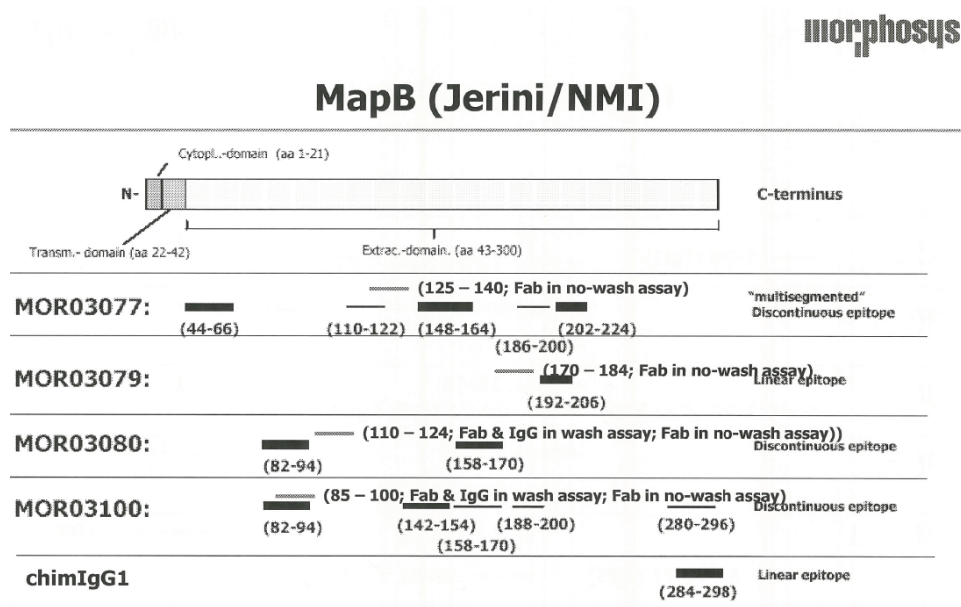 morphosys
MapB (Jerini/NMI)
Cytopl..-domain (aa 1-21)
N-
C-terminus
Transm.- domain (aa 22-42)
Extrac.-domain. (aa 43-300)
MOR03077:
(125 – 140; Fab in no-wash assay)
"multisegmented"
Discontinuous epitope
(44-66)
(110-122)
(148-164)
(202-224)
(186-200)
MOR03079:
(170 – 184; Fab in no-wash assay)
Linear epitope
(192-206)
MOR03080:
(110 – 124; Fab & IgG in wash assay; Fab in no-wash assay))
Discontinuous epitope
(82-94)
(158-170)
MOR03100:
(85 – 100; Fab & IgG in wash assay; Fab in no-wash assay)
Discontinuous epitope
(82-94)
(142-154)
(188-200)
(280-296)
(158-170)
chimIgG1
Linear epitope
(284-298)